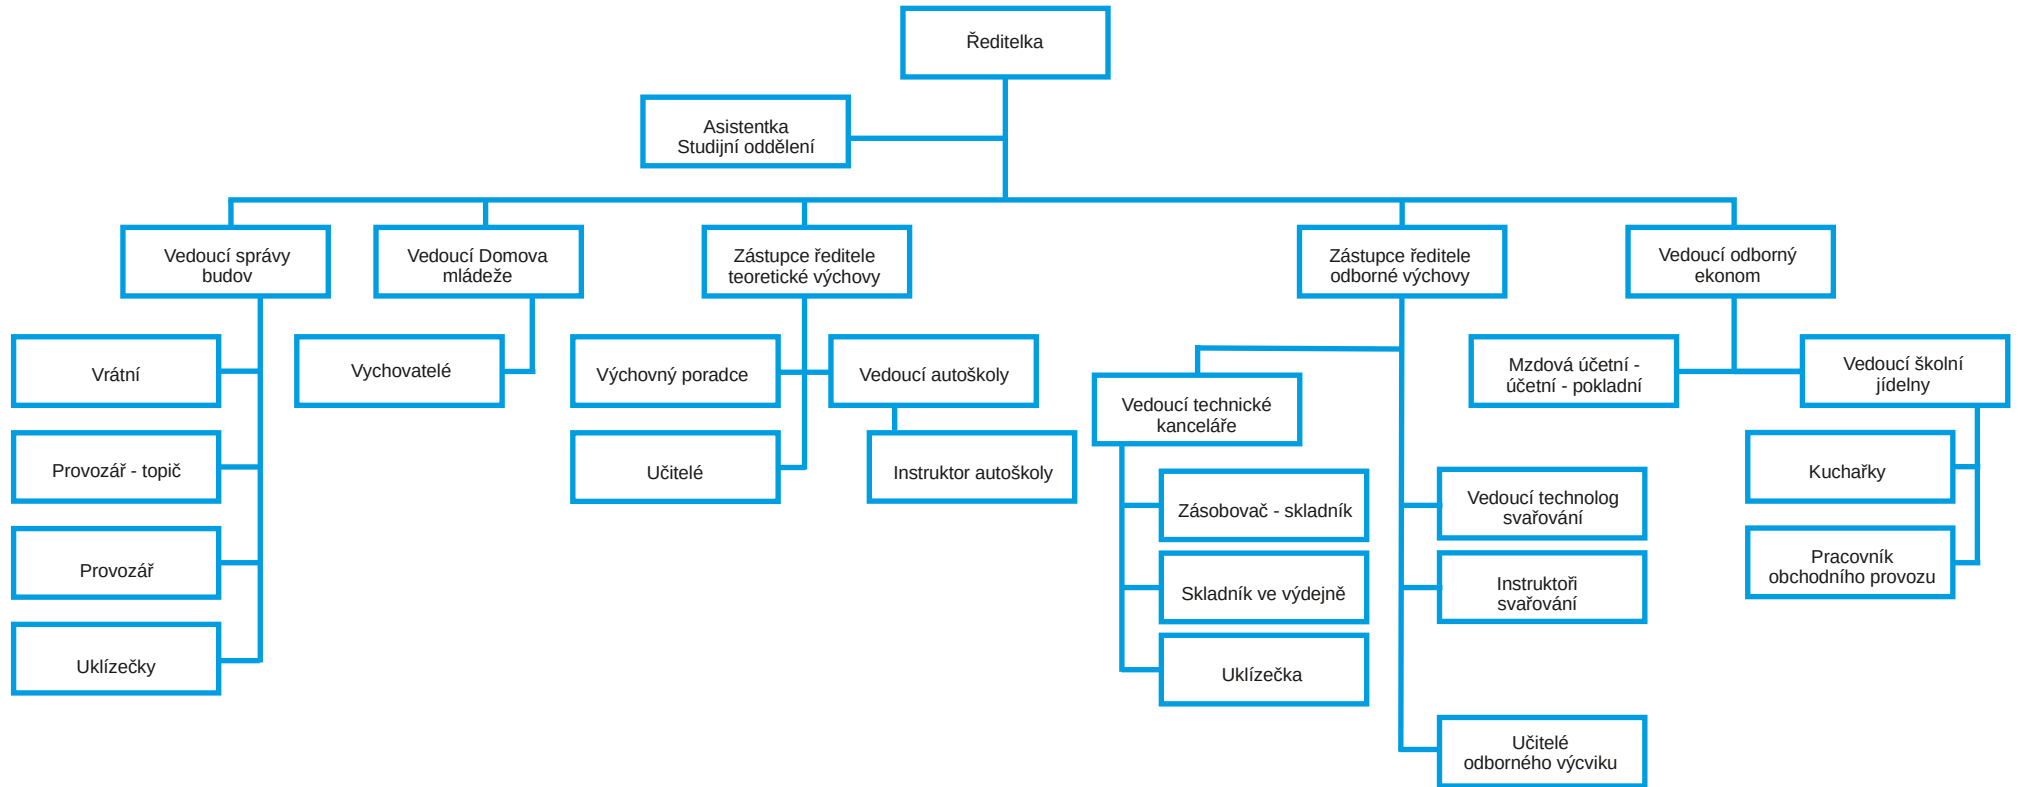 Ředitelka
Asistentka
Studijní oddělení
Vedoucí správy
budov
Vedoucí Domova
mládeže
Zástupce ředitele
teoretické výchovy
Zástupce ředitele
odborné výchovy
Vedoucí odborný
ekonom
Vrátní
Provozář - topič
Provozář
Uklízečky
Vychovatelé
Výchovný poradce
Učitelé
Vedoucí autoškoly
Instruktor autoškoly
Vedoucí technické
kanceláře
Zásobovač - skladník
Skladník ve výdejně
Uklízečka
Vedoucí technolog
svařování
Instruktoři
svařování
Učitelé
odborného výcviku
Mzdová účetní -
účetní - pokladní
Vedoucí školní
jídelny
Kuchařky
Pracovník
obchodního provozu